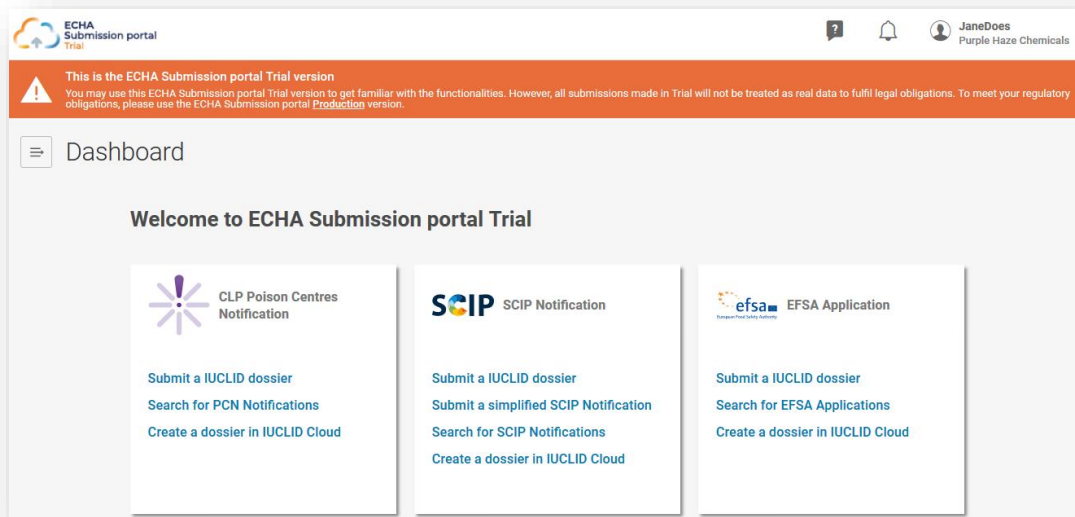 ECHA
Submission portal
Trial
?
JaneDoes
Purple Haze Chemicals
This is the ECHA Submission portal Trial version
You may use this ECHA Submission portal Trial version to get familiar with the functionalities. However, all submissions made in Trial will not be treated as real data to fulfil legal obligations. To meet your regulatory
obligations, please use the ECHA Submission portal Production version.
Dashboard
Welcome to ECHA Submission portal Trial
CLP Poison Centres
Notification
Submit a IUCLID dossier
Search for PCN Notifications
Create a dossier in IUCLID Cloud
SCIP SCIP Notification
Submit a IUCLID dossier
Submit a simplified SCIP Notification
Search for SCIP Notifications
Create a dossier in IUCLID Cloud
efsa EFSA Application
European Food Safety Authority
Submit a IUCLID dossier
Search for EFSA Applications
Create a dossier in IUCLID Cloud